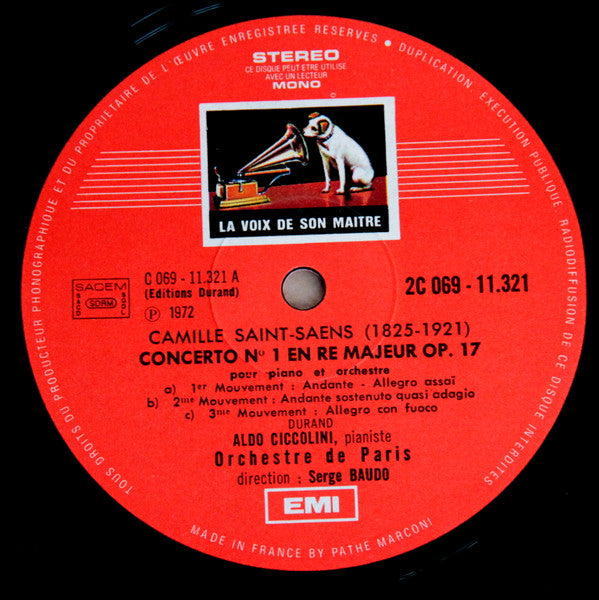 TOUS DROITS DU PRODUCTEUR PHONOGRAPHIQUE ET DU PROPRIETAIRE DE L'ŒUVRE ENREGISTREE RESERVES • DUPLICATION EXECUTION PUBLIQUE, RADIODIFFUSION DE CE DISQUE INTERDITES
STEREO
CE DISQUE PEUT ETRE UTILISE
AVEC UN LECTEUR
MONO
LA VOIX DE SON MAITRE
SACEM
SACD SDRM SGDL
C 069 - 11.321 A
(Editions Durand)
Ⓟ 1972
2C 069 - 11.321
CAMILLE SAINT-SAENS (1825-1921)
CONCERTO Nº 1 EN RE MAJEUR OP. 17
pour piano et orchestre
a) 1er Mouvement : Andante - Allegro assaï
b) 2me Mouvement : Andante sostenuto quasi adagio
c) 3me Mouvement : Allegro con fuoco
DURAND
ALDO CICCOLINI, pianiste
Orchestre de Paris
direction : Serge BAUDO
EMI
MADE IN FRANCE BY PATHE MARCONI